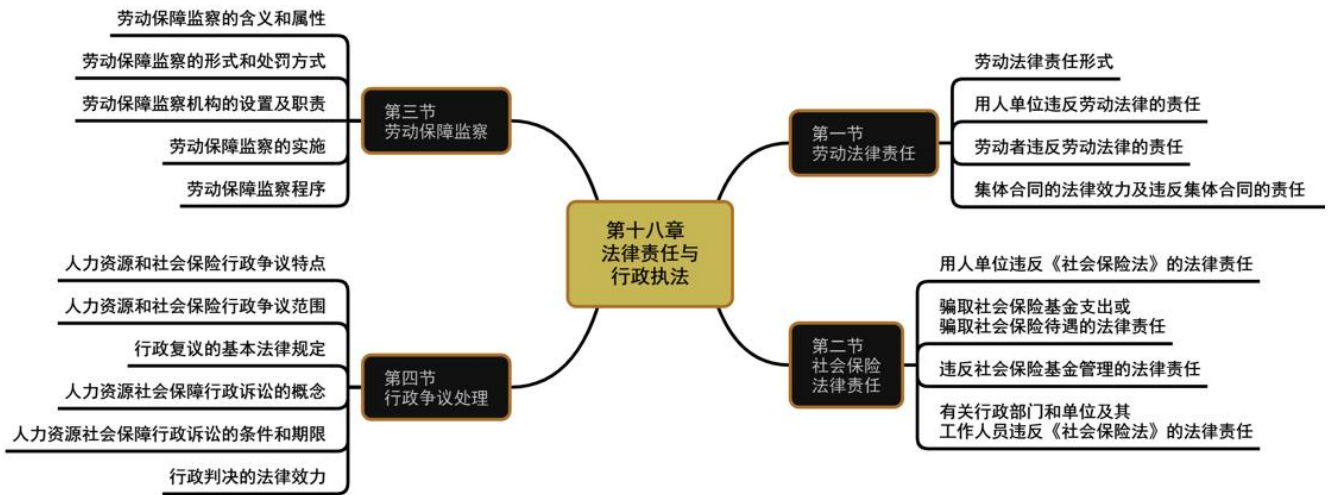 第十八章
法律责任与
行政执法
第一节
劳动法律责任
劳动法律责任形式
用人单位违反劳动法律的责任
劳动者违反劳动法律的责任
集体合同的法律效力及违反集体合同的责任
第二节
社会保险
法律责任
用人单位违反《社会保险法》的法律责任
骗取社会保险基金支出或
骗取社会保险待遇的法律责任
违反社会保险基金管理的法律责任
有关行政部门和单位及其
工作人员违反《社会保险法》的法律责任
第三节
劳动保障监察
劳动保障监察的含义和属性
劳动保障监察的形式和处罚方式
劳动保障监察机构的设置及职责
劳动保障监察的实施
劳动保障监察程序
第四节
行政争议处理
人力资源和社会保险行政争议特点
人力资源和社会保险行政争议范围
行政复议的基本法律规定
人力资源社会保障行政诉讼的概念
人力资源社会保障行政诉讼的条件和期限
行政判决的法律效力